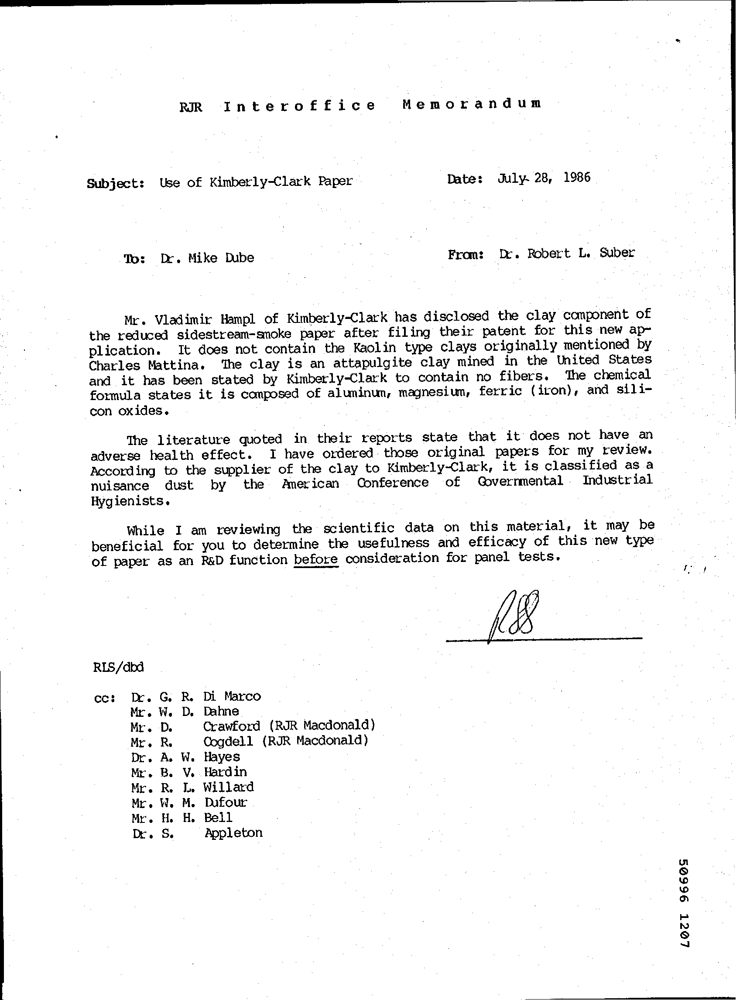 RJR Interoffice Memorandum
Subject: Use of Kimberly-Clark Paper Date: July 28, 1986
To: Dr. Mike Dube From: Dr. Robert L. Suber
Mr. Vladimir Hampl of Kimberly-Clark has disclosed the clay component of
the reduced sidestream-smoke paper after filing their patent for this new ap-
plication. It does not contain the Kaolin type clays originally mentioned by
Charles Mattina. The clay is an attapulgite clay mined in the United States
and it has been stated by Kimberly-Clark to contain no fibers. The chemical
formula states it is composed of aluminum, magnesium, ferric (iron), and sili-
con oxides.
The literature quoted in their reports state that it does not have an
adverse health effect. I have ordered those original papers for my review.
According to the supplier of the clay to Kimberly-Clark, it is classified as a
nuisance dust by the American Conference of Governmental Industrial
Hygienists.
While I am reviewing the scientific data on this material, it may be
beneficial for you to determine the usefulness and efficacy of this new type
of paper as an R&D function before consideration for panel tests.
RLS/dbd
cc: Dr. G. R. Di Marco
Mr. W. D. Dahne
Mr. D. Crawford (RJR Macdonald)
Mr. R. Cogdell (RJR Macdonald)
Dr. A. W. Hayes
Mr. B. V. Hardin
Mr. R. L. Willard
Mr. W. M. Dufour
Mr. H. H. Bell
Dr. S. Appleton
50996 1207